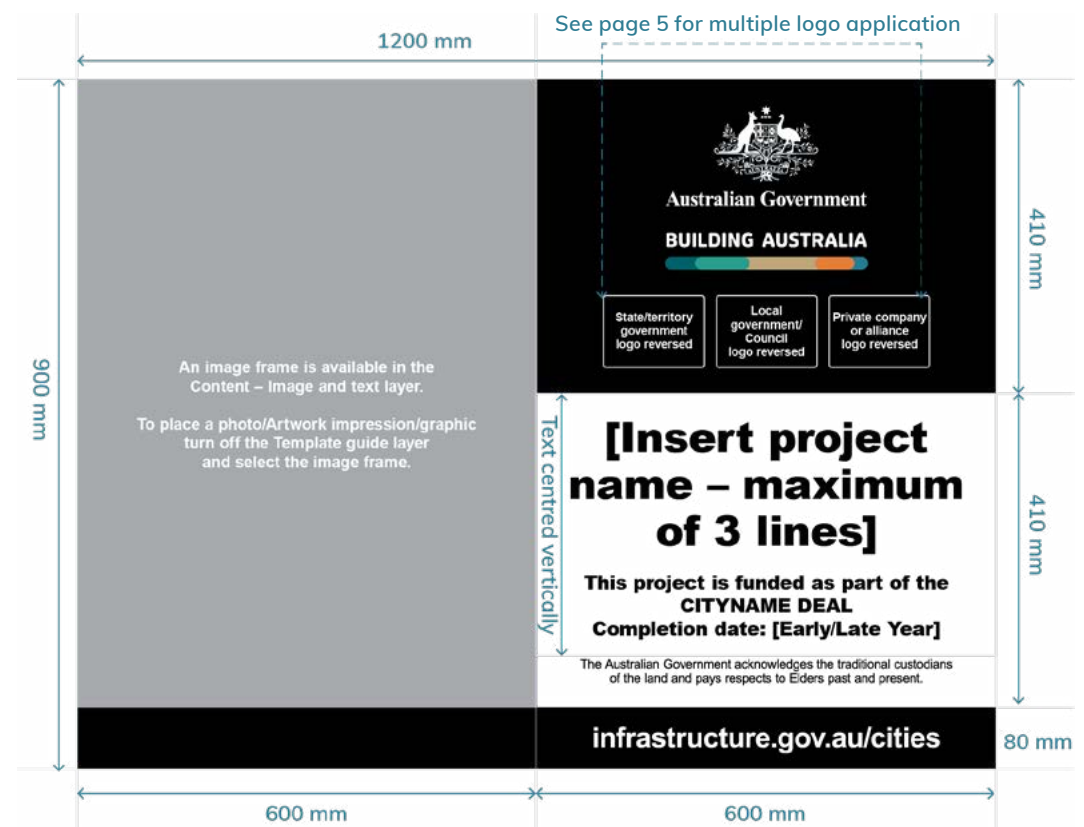 See page 5 for multiple logo application
1200 mm
900 mm
An image frame is available in the
Content – Image and text layer.
To place a photo/Artwork impression/graphic
turn off the Template guide layer
and select the image frame.
Australian Government
BUILDING AUSTRALIA
State/territory
government
logo reversed
Local
government/
Council
logo reversed
Private company
or alliance
logo reversed
410 mm
Text centred vertically
[Insert project
name – maximum
of 3 lines]
This project is funded as part of the
CITYNAME DEAL
Completion date: [Early/Late Year]
The Australian Government acknowledges the traditional custodians
of the land and pays respects to Elders past and present.
410 mm
infrastructure.gov.au/cities
80 mm
600 mm
600 mm